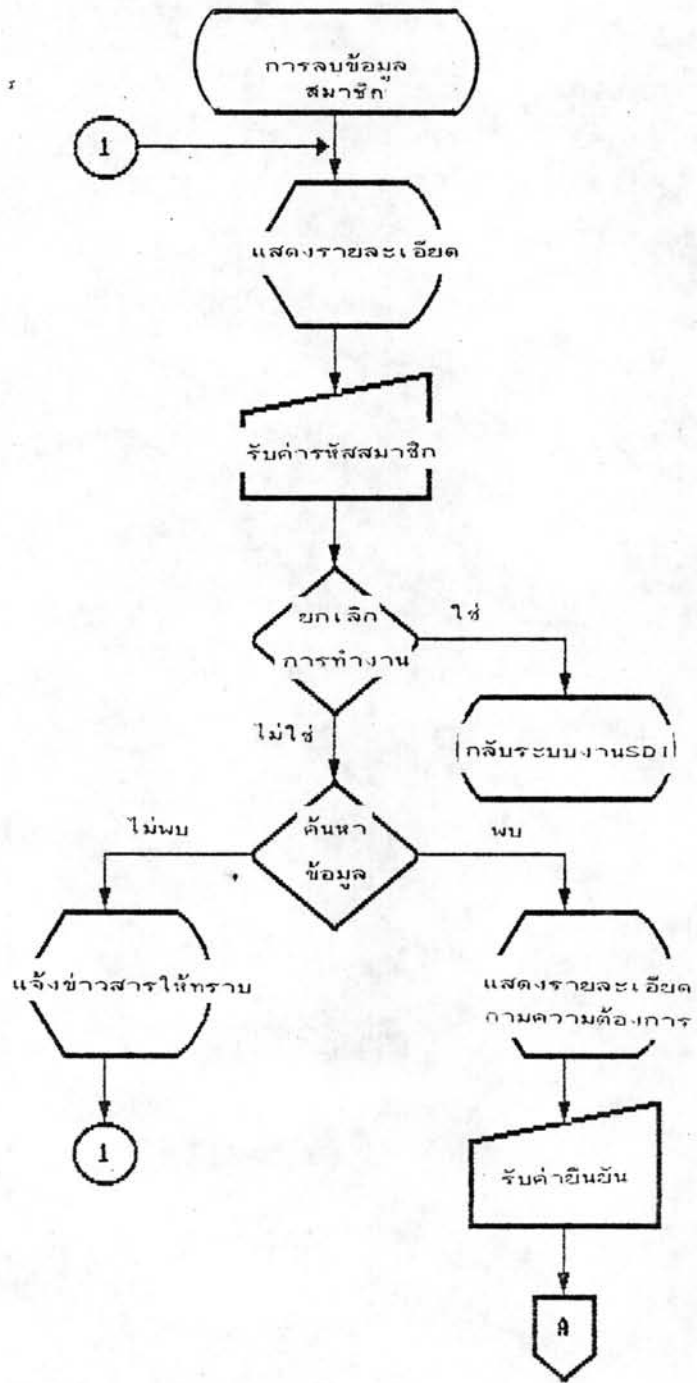 การลบข้อมูล
สมาชิก
1
แสดงรายละเอียด
รับค่ารหัสสมาชิก
ยกเลิก
การทำงาน
ใช่
ไม่ใช่
กลับระบบงานSDI
ค้นหา
ข้อมูล
ไม่พบ
พบ
แจ้งข่าวสารให้ทราบ
แสดงรายละเอียด
ถามความต้องการ
1
รับค่ายืนยัน
A